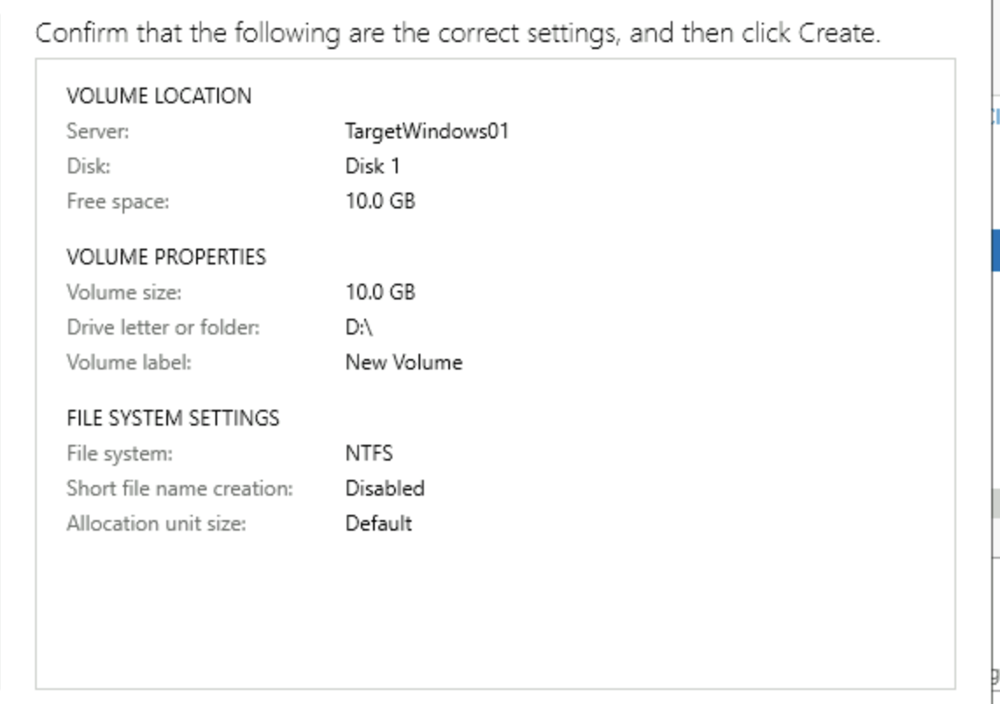 Confirm that the following are the correct settings, and then click Create.
VOLUME LOCATION
Server: TargetWindows01
Disk: Disk 1
Free space: 10.0 GB
VOLUME PROPERTIES
Volume size: 10.0 GB
Drive letter or folder: D:\
Volume label: New Volume
FILE SYSTEM SETTINGS
File system: NTFS
Short file name creation: Disabled
Allocation unit size: Default